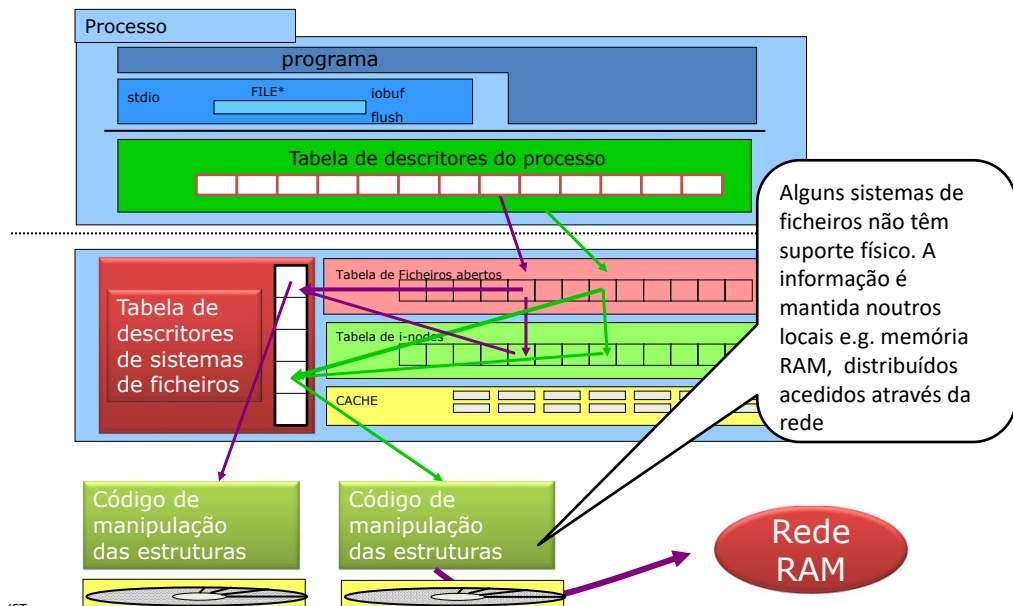 Processo
programa
stdio
FILE*
iobuf
flush
Tabela de descritores do processo
Alguns sistemas de
ficheiros não têm
suporte físico. A
informação é
mantida noutros
locais e.g. memória
RAM, distribuídos
acedidos através da
rede
Tabela de Ficheiros abertos
Tabela de
descritores
de sistemas
de ficheiros
Tabela de i-nodes
CACHE
Código de
manipulação
das estruturas
Código de
manipulação
das estruturas
Rede
RAM